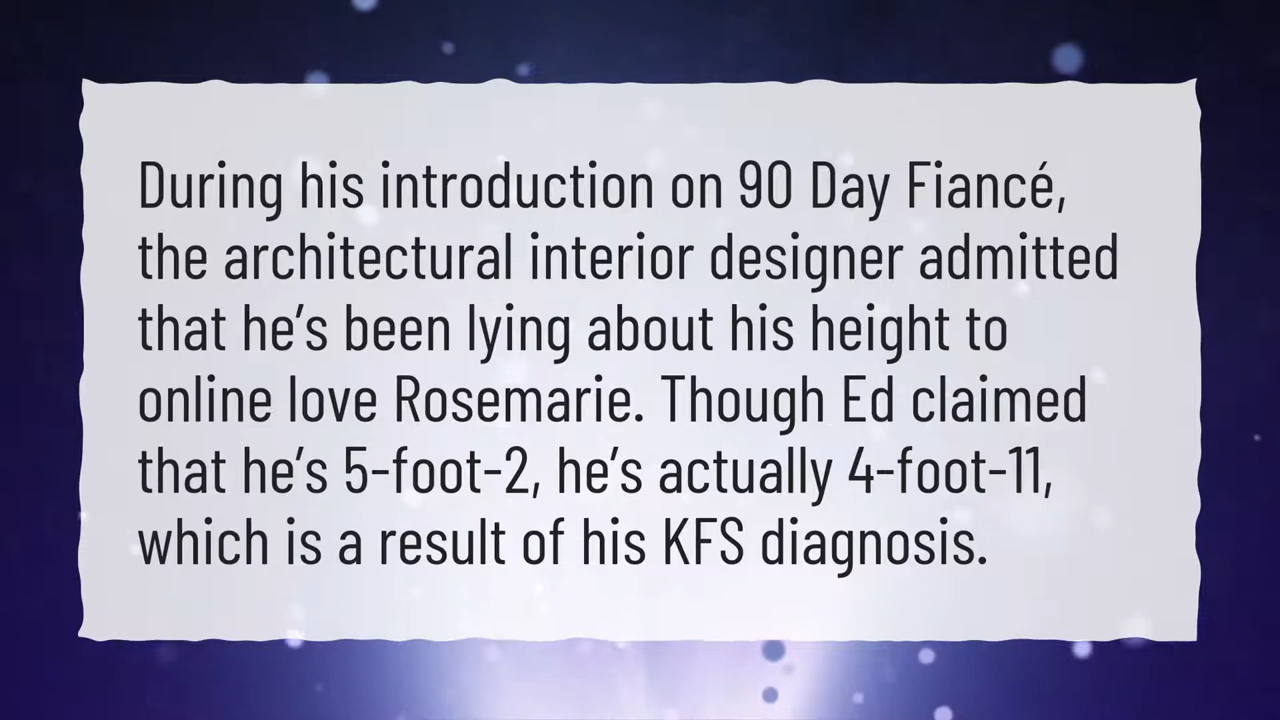 During his introduction on 90 Day Fiancé,
the architectural interior designer admitted
that he’s been lying about his height to
online love Rosemarie. Though Ed claimed
that he’s 5-foot-2, he’s actually 4-foot-11,
which is a result of his KFS diagnosis.